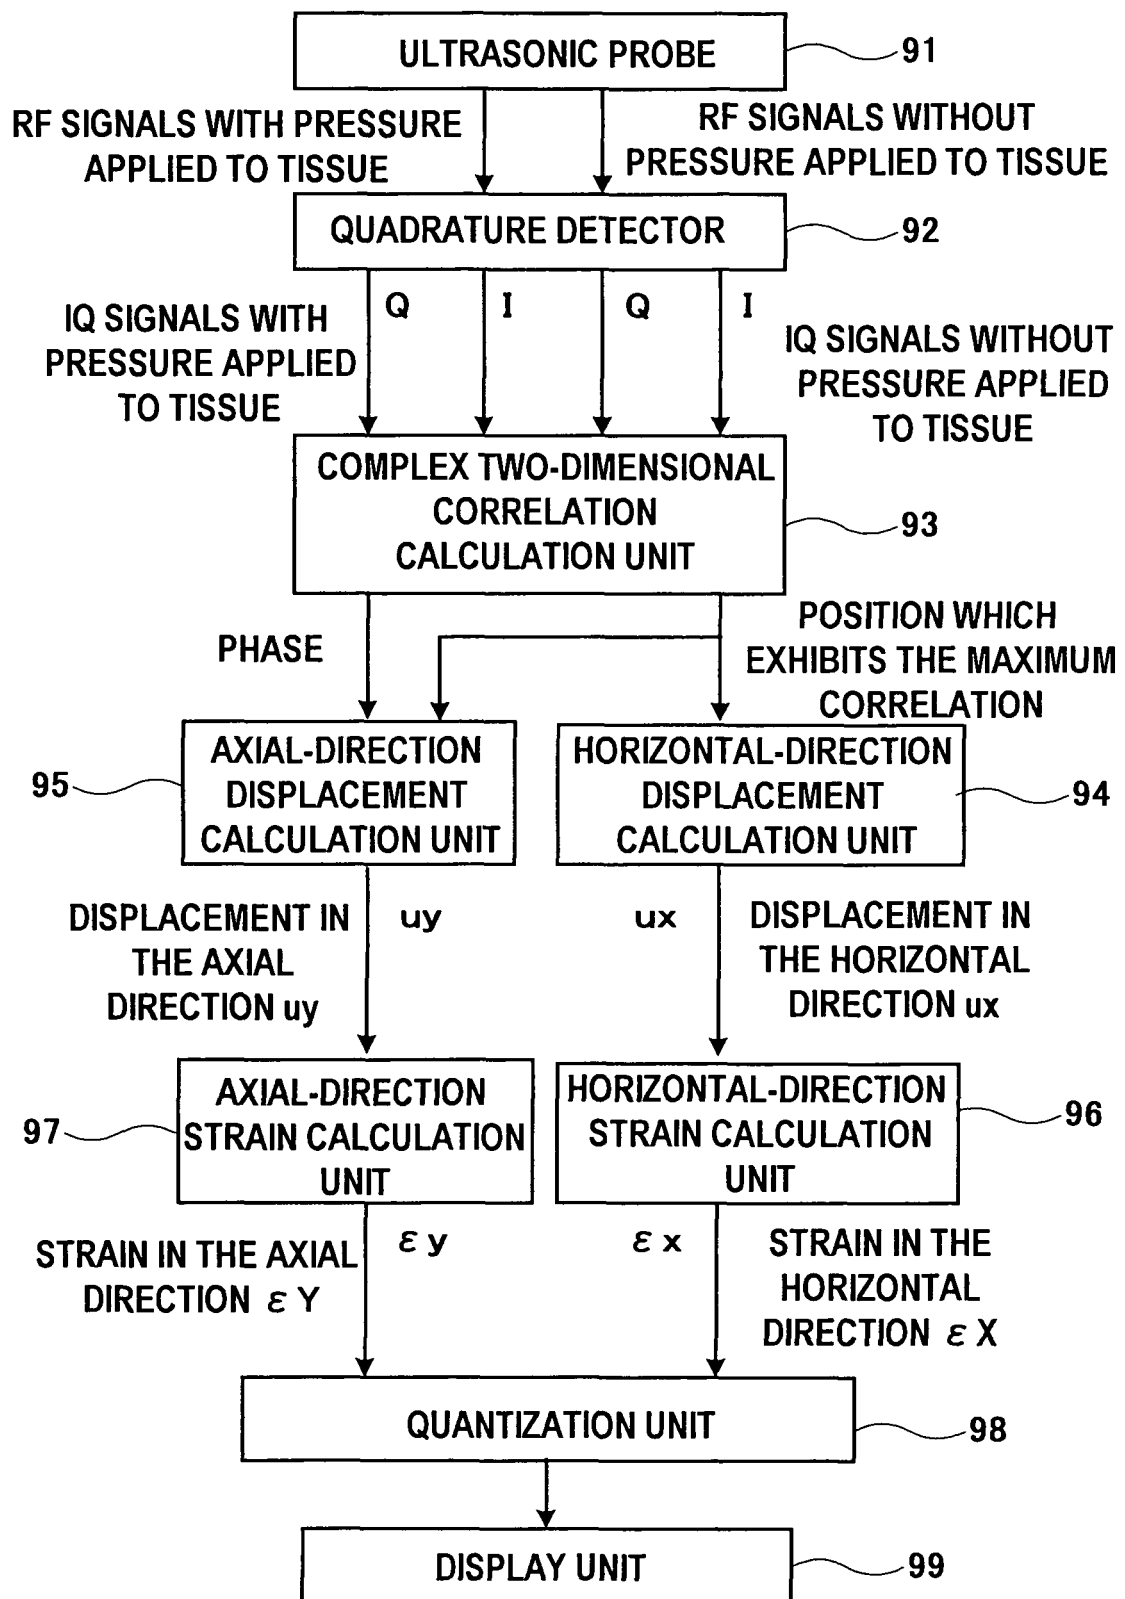 ULTRASONIC PROBE
91
RF SIGNALS WITH PRESSURE
APPLIED TO TISSUE
RF SIGNALS WITHOUT
PRESSURE APPLIED TO TISSUE
QUADRATURE DETECTOR
92
Q
I
Q
I
IQ SIGNALS WITH
PRESSURE APPLIED
TO TISSUE
IQ SIGNALS WITHOUT
PRESSURE APPLIED
TO TISSUE
COMPLEX TWO-DIMENSIONAL
CORRELATION
CALCULATION UNIT
93
PHASE
POSITION WHICH
EXHIBITS THE MAXIMUM
CORRELATION
95
AXIAL-DIRECTION
DISPLACEMENT
CALCULATION UNIT
HORIZONTAL-DIRECTION
DISPLACEMENT
CALCULATION UNIT
94
DISPLACEMENT IN
THE AXIAL
DIRECTION uy
uy
ux
DISPLACEMENT IN
THE HORIZONTAL
DIRECTION ux
97
AXIAL-DIRECTION
STRAIN CALCULATION
UNIT
HORIZONTAL-DIRECTION
STRAIN CALCULATION
UNIT
96
STRAIN IN THE AXIAL
DIRECTION ε Y
ε y
ε x
STRAIN IN THE
HORIZONTAL
DIRECTION ε X
QUANTIZATION UNIT
98
DISPLAY UNIT
99